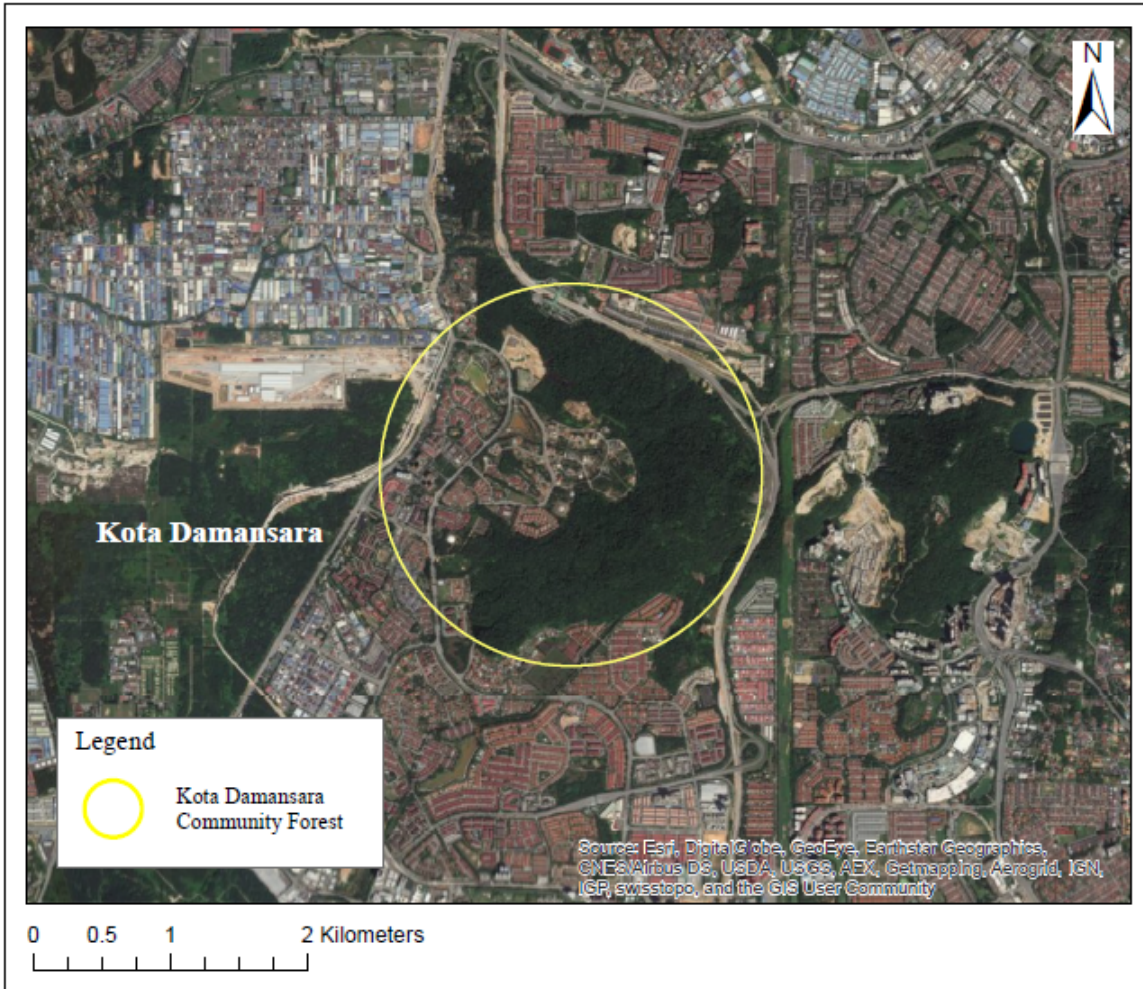 N
Kota Damansara
Legend
Kota Damansara
Community Forest
Source: Esri, DigitalGlobe, GeoEye, Earthstar Geographics,
CNES/Airbus DS, USDA, USGS, AEX, Getmapping, Aerogrid, IGN,
IGP, swisstopo, and the GIS User Community
0 0.5 1 2 Kilometers